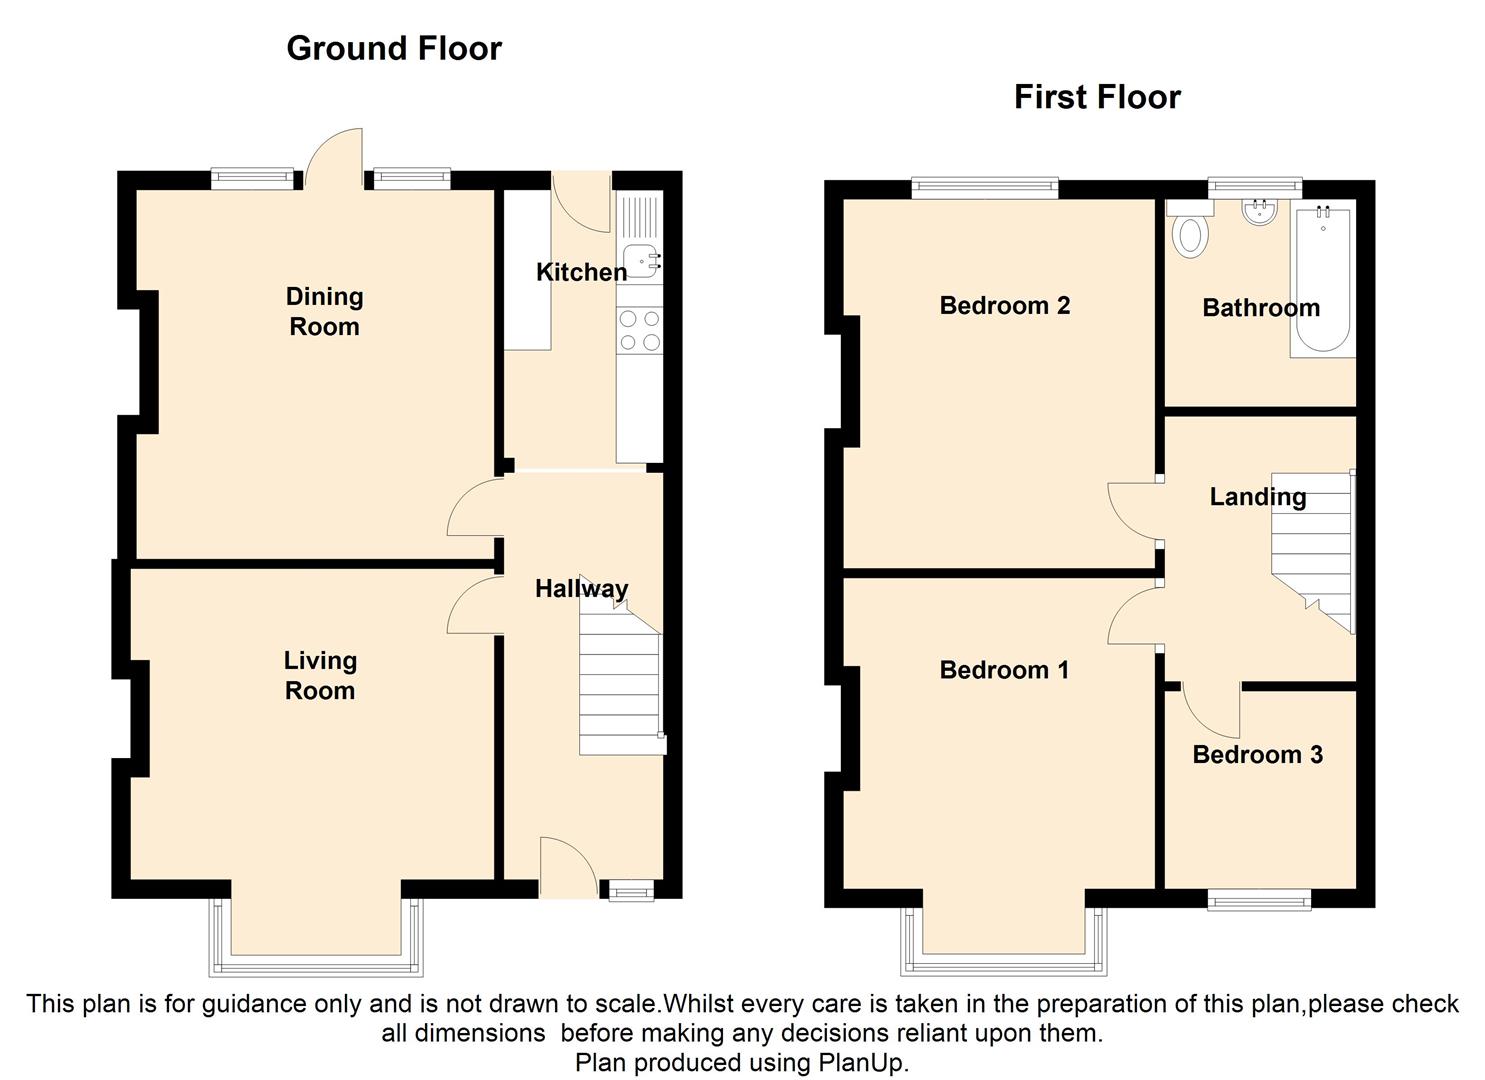 Ground Floor
First Floor
Dining
Room
Kitchen
Hallway
Living
Room
Bedroom 2
Bathroom
Landing
Bedroom 1
Bedroom 3
This plan is for guidance only and is not drawn to scale.Whilst every care is taken in the preparation of this plan,please check
all dimensions  before making any decisions reliant upon them.
Plan produced using PlanUp.